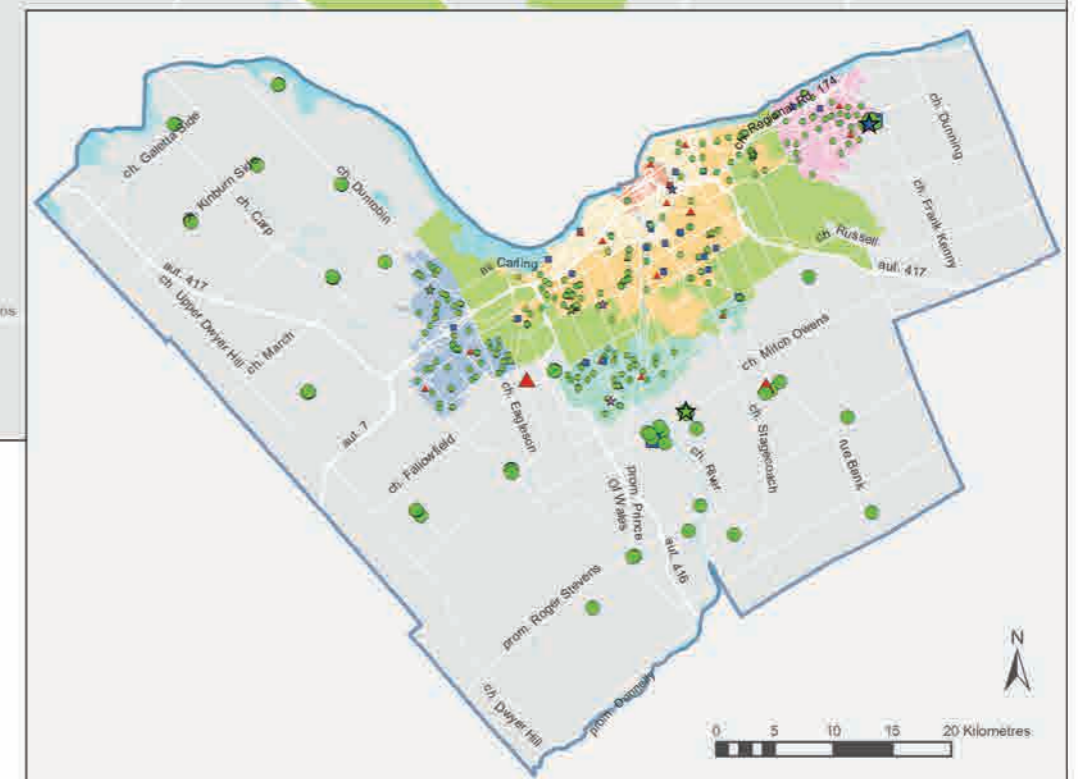 ch. Galetta Side
ch. Kinburn Side
ch. Carp
ch. Dunrobin
aut. 417
ch. Upper Dwyer Hill
ch. March
aut. 7
av. Carling
ch. Regional Rd. 174
ch. Dunning
ch. Frank Kenny
ch. Russell
aut. 417
ch. Mitch Owens
ch. Eagleson
ch. Fallowfield
ch. Stagecoach
rue Bank
ch. River
prom. Prince
Of Wales
aut. 416
prom. Roger Stevens
ch. Dwyer Hill
prom. Donnelly
N
0 5 10 15 20 Kilomètres